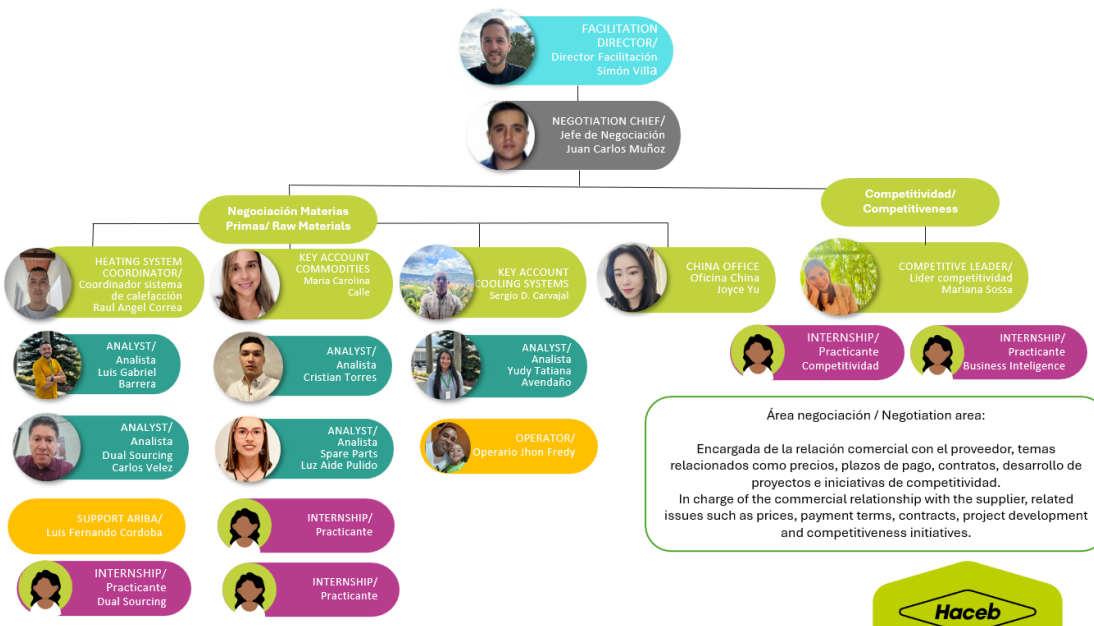 FACILITATION
DIRECTOR/
Director Facilitación
Simón Villa
NEGOTIATION CHIEF/
Jefe de Negociación
Juan Carlos Muñoz
Negociación Materias
Primas/ Raw Materials
Competitividad/
Competitiveness
HEATING SYSTEM
COORDINATOR/
Coordinador sistema
de calefacción
Raul Angel Correa
KEY ACCOUNT
COMMODITIES
Maria Carolina
Calle
KEY ACCOUNT
COOLING SYSTEMS
Sergio D. Carvajal
CHINA OFFICE
Oficina China
Joyce Yu
COMPETITIVE LEADER/
Lider competitividad
Mariana Sossa
ANALYST/
Analista
Luis Gabriel
Barrera
ANALYST/
Analista
Cristian Torres
ANALYST/
Analista
Yudy Tatiana
Avendaño
INTERNSHIP/
Practicante
Competitividad
INTERNSHIP/
Practicante
Business Inteligence
ANALYST/
Analista
Dual Sourcing
Carlos Velez
ANALYST/
Analista
Spare Parts
Luz Aide Pulido
OPERATOR/
Operario Jhon Fredy
SUPPORT ARIBA/
Luis Fernando Cordoba
INTERNSHIP/
Practicante
INTERNSHIP/
Practicante
Dual Sourcing
INTERNSHIP/
Practicante
Área negociación / Negotiation area:
Encargada de la relación comercial con el proveedor, temas
relacionados como precios, plazos de pago, contratos, desarrollo de
proyectos e iniciativas de competitividad.
In charge of the commercial relationship with the supplier, related
issues such as prices, payment terms, contracts, project development
and competitiveness initiatives.
Haceb